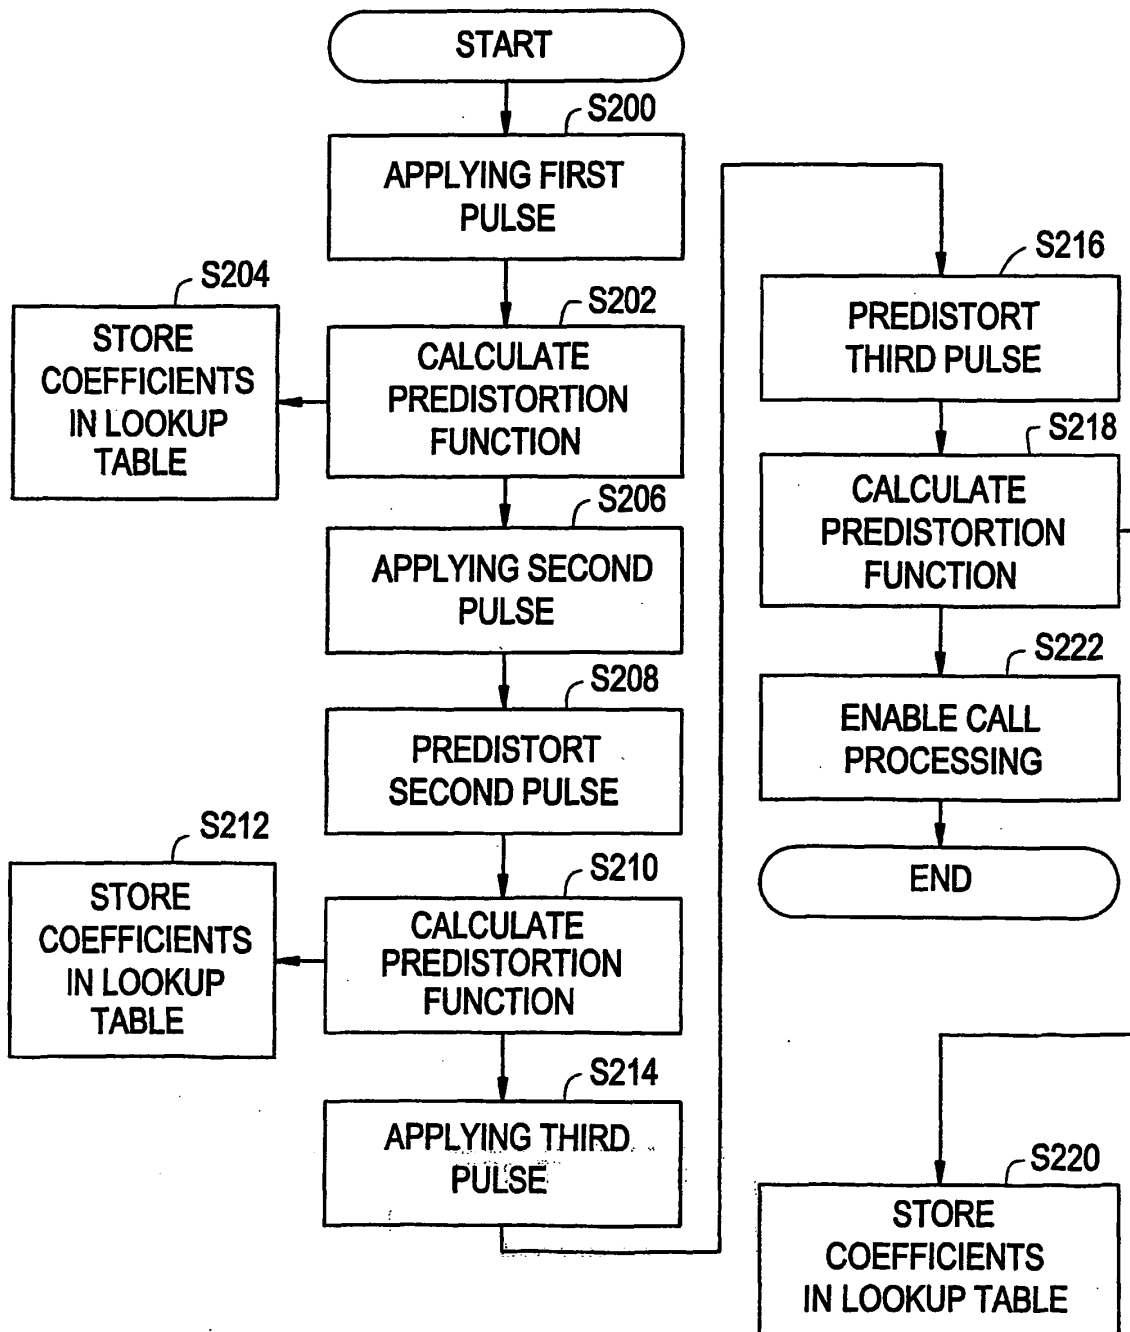 START
S200
APPLYING FIRST
PULSE
S204
STORE
COEFFICIENTS
IN LOOKUP
TABLE
S202
CALCULATE
PREDISTORTION
FUNCTION
S206
APPLYING SECOND
PULSE
S208
PREDISTORT
SECOND PULSE
S212
STORE
COEFFICIENTS
IN LOOKUP
TABLE
S210
CALCULATE
PREDISTORTION
FUNCTION
S214
APPLYING THIRD
PULSE
S216
PREDISTORT
THIRD PULSE
S218
CALCULATE
PREDISTORTION
FUNCTION
S222
ENABLE CALL
PROCESSING
END
S220
STORE
COEFFICIENTS
IN LOOKUP TABLE